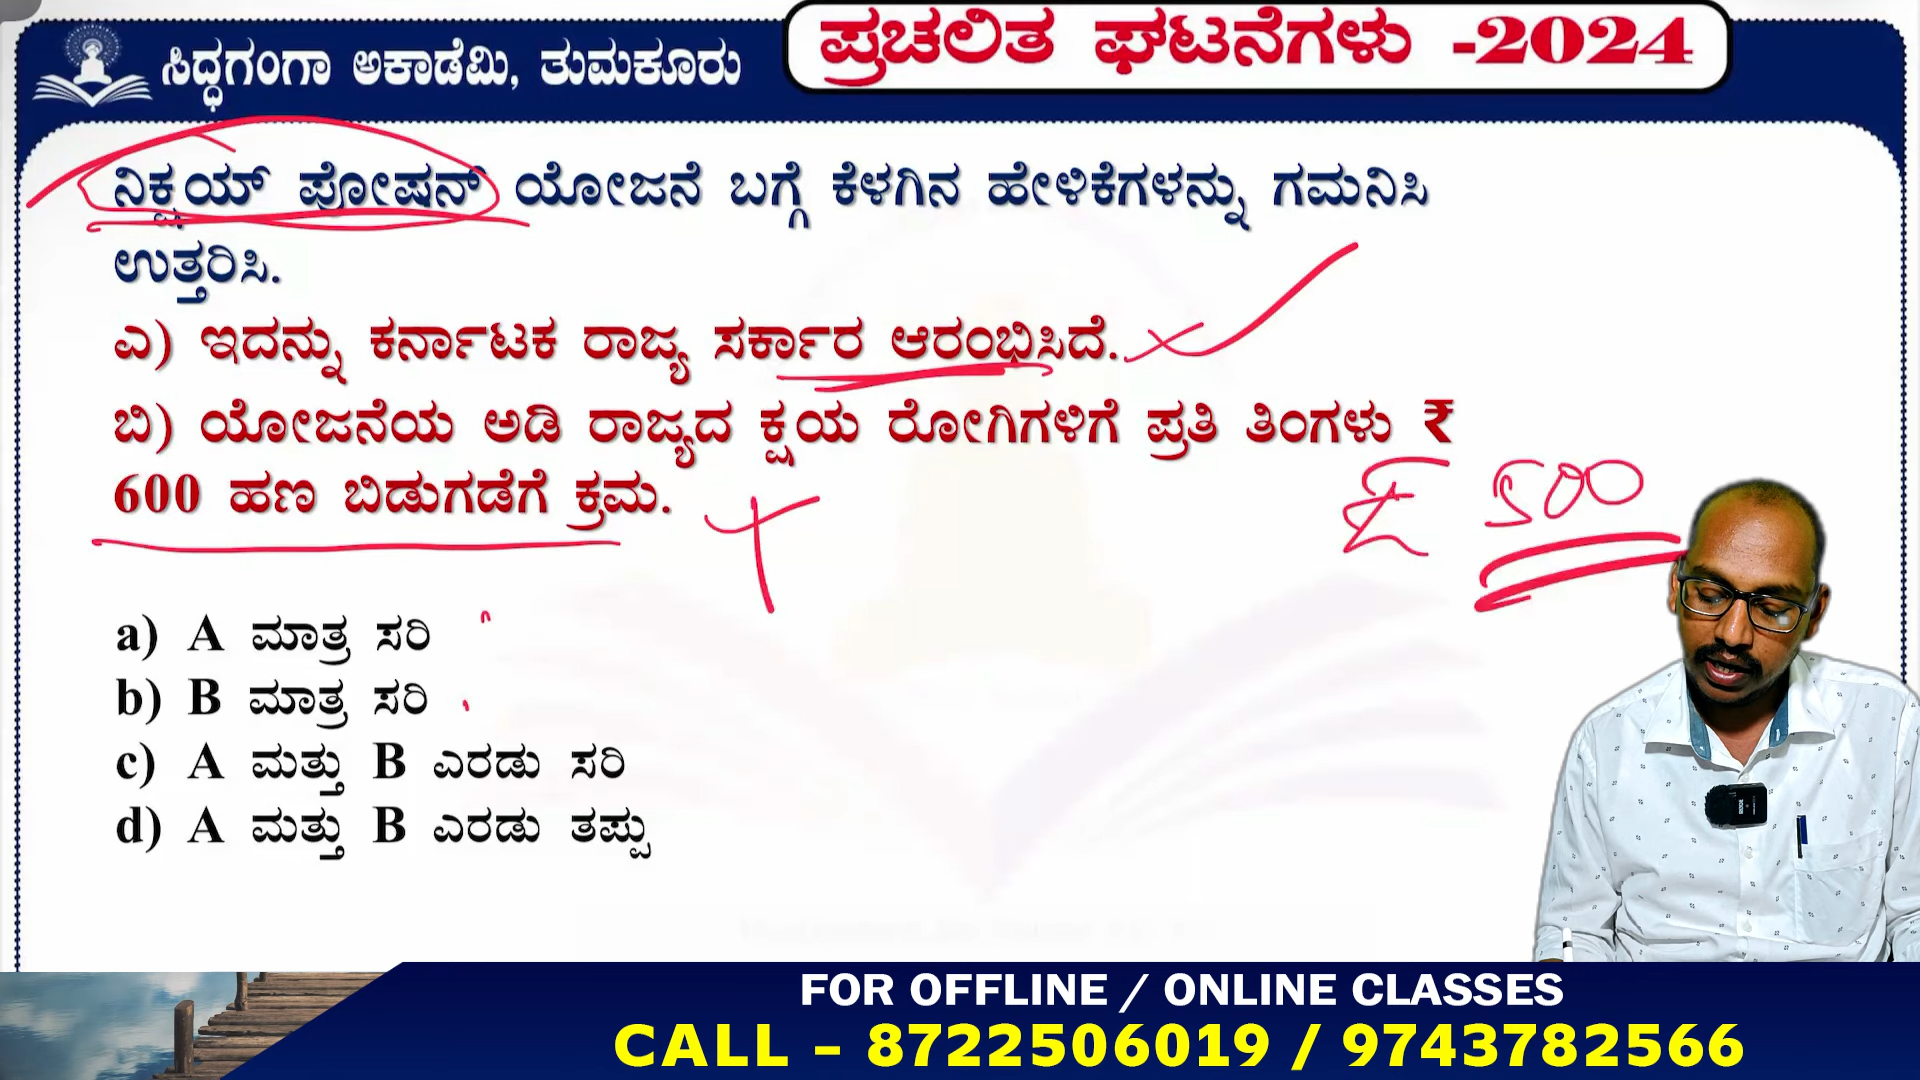 ಸಿದ್ಧಗಂಗಾ ಅಕಾಡೆಮಿ, ತುಮಕೂರು
ಪ್ರಚಲಿತ ಘಟನೆಗಳು -2024
ನಿಕ್ಷಯ್ ಪೋಷನ್ ಯೋಜನೆ ಬಗ್ಗೆ ಕೆಳಗಿನ ಹೇಳಿಕೆಗಳನ್ನು ಗಮನಿಸಿ
ಉತ್ತರಿಸಿ.
ಎ) ಇದನ್ನು ಕರ್ನಾಟಕ ರಾಜ್ಯ ಸರ್ಕಾರ ಆರಂಭಿಸಿದೆ.
ಬಿ) ಯೋಜನೆಯ ಅಡಿ ರಾಜ್ಯದ ಕ್ಷಯ ರೋಗಿಗಳಿಗೆ ಪ್ರತಿ ತಿಂಗಳು ₹
600 ಹಣ ಬಿಡುಗಡೆಗೆ ಕ್ರಮ.
500
a) A ಮಾತ್ರ ಸರಿ
b) B ಮಾತ್ರ ಸರಿ
c) A ಮತ್ತು B ಎರಡು ಸರಿ
d) A ಮತ್ತು B ಎರಡು ತಪ್ಪು
FOR OFFLINE / ONLINE CLASSES
CALL – 8722506019 / 9743782566